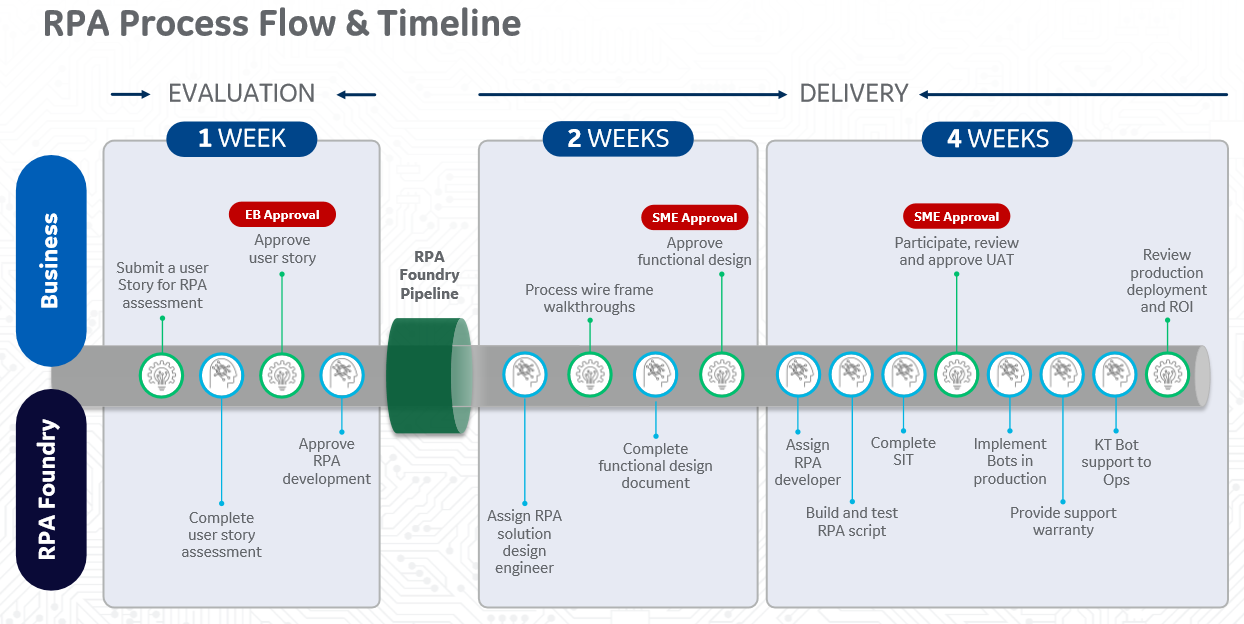 RPA Process Flow & Timeline
EVALUATION
DELIVERY
1 WEEK
2 WEEKS
4 WEEKS
Business
RPA Foundry
Submit a user
Story for RPA
assessment
EB Approval
Approve
user story
Complete
user story
assessment
Approve
RPA
development
RPA
Foundry
Pipeline
Assign RPA
solution
design
engineer
Process wire frame
walkthroughs
Complete
functional design
document
SME Approval
Approve
functional design
Assign
RPA
developer
Build and test
RPA script
Complete
SIT
SME Approval
Participate, review
and approve UAT
Implement
Bots in
production
Provide support
warranty
KT Bot
support to
Ops
Review
production
deployment
and ROI